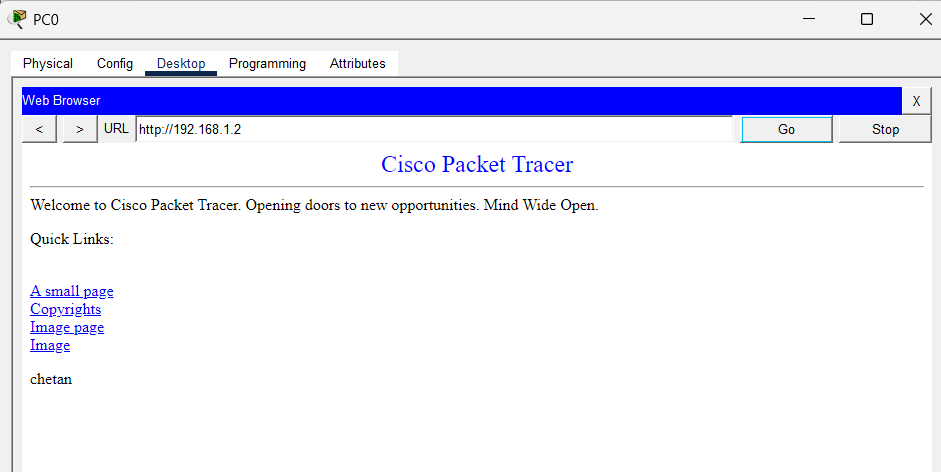 PC0
Physical Config Desktop Programming Attributes
Web Browser X
< > URL http://192.168.1.2 Go Stop
Cisco Packet Tracer
Welcome to Cisco Packet Tracer. Opening doors to new opportunities. Mind Wide Open.
Quick Links:
A small page
Copyrights
Image page
Image
chetan